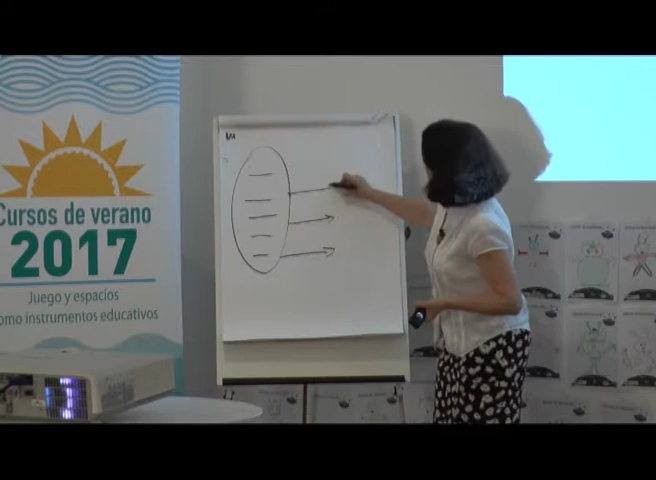 Cursos de verano
2017
Juego y espacios
como instrumentos educativos